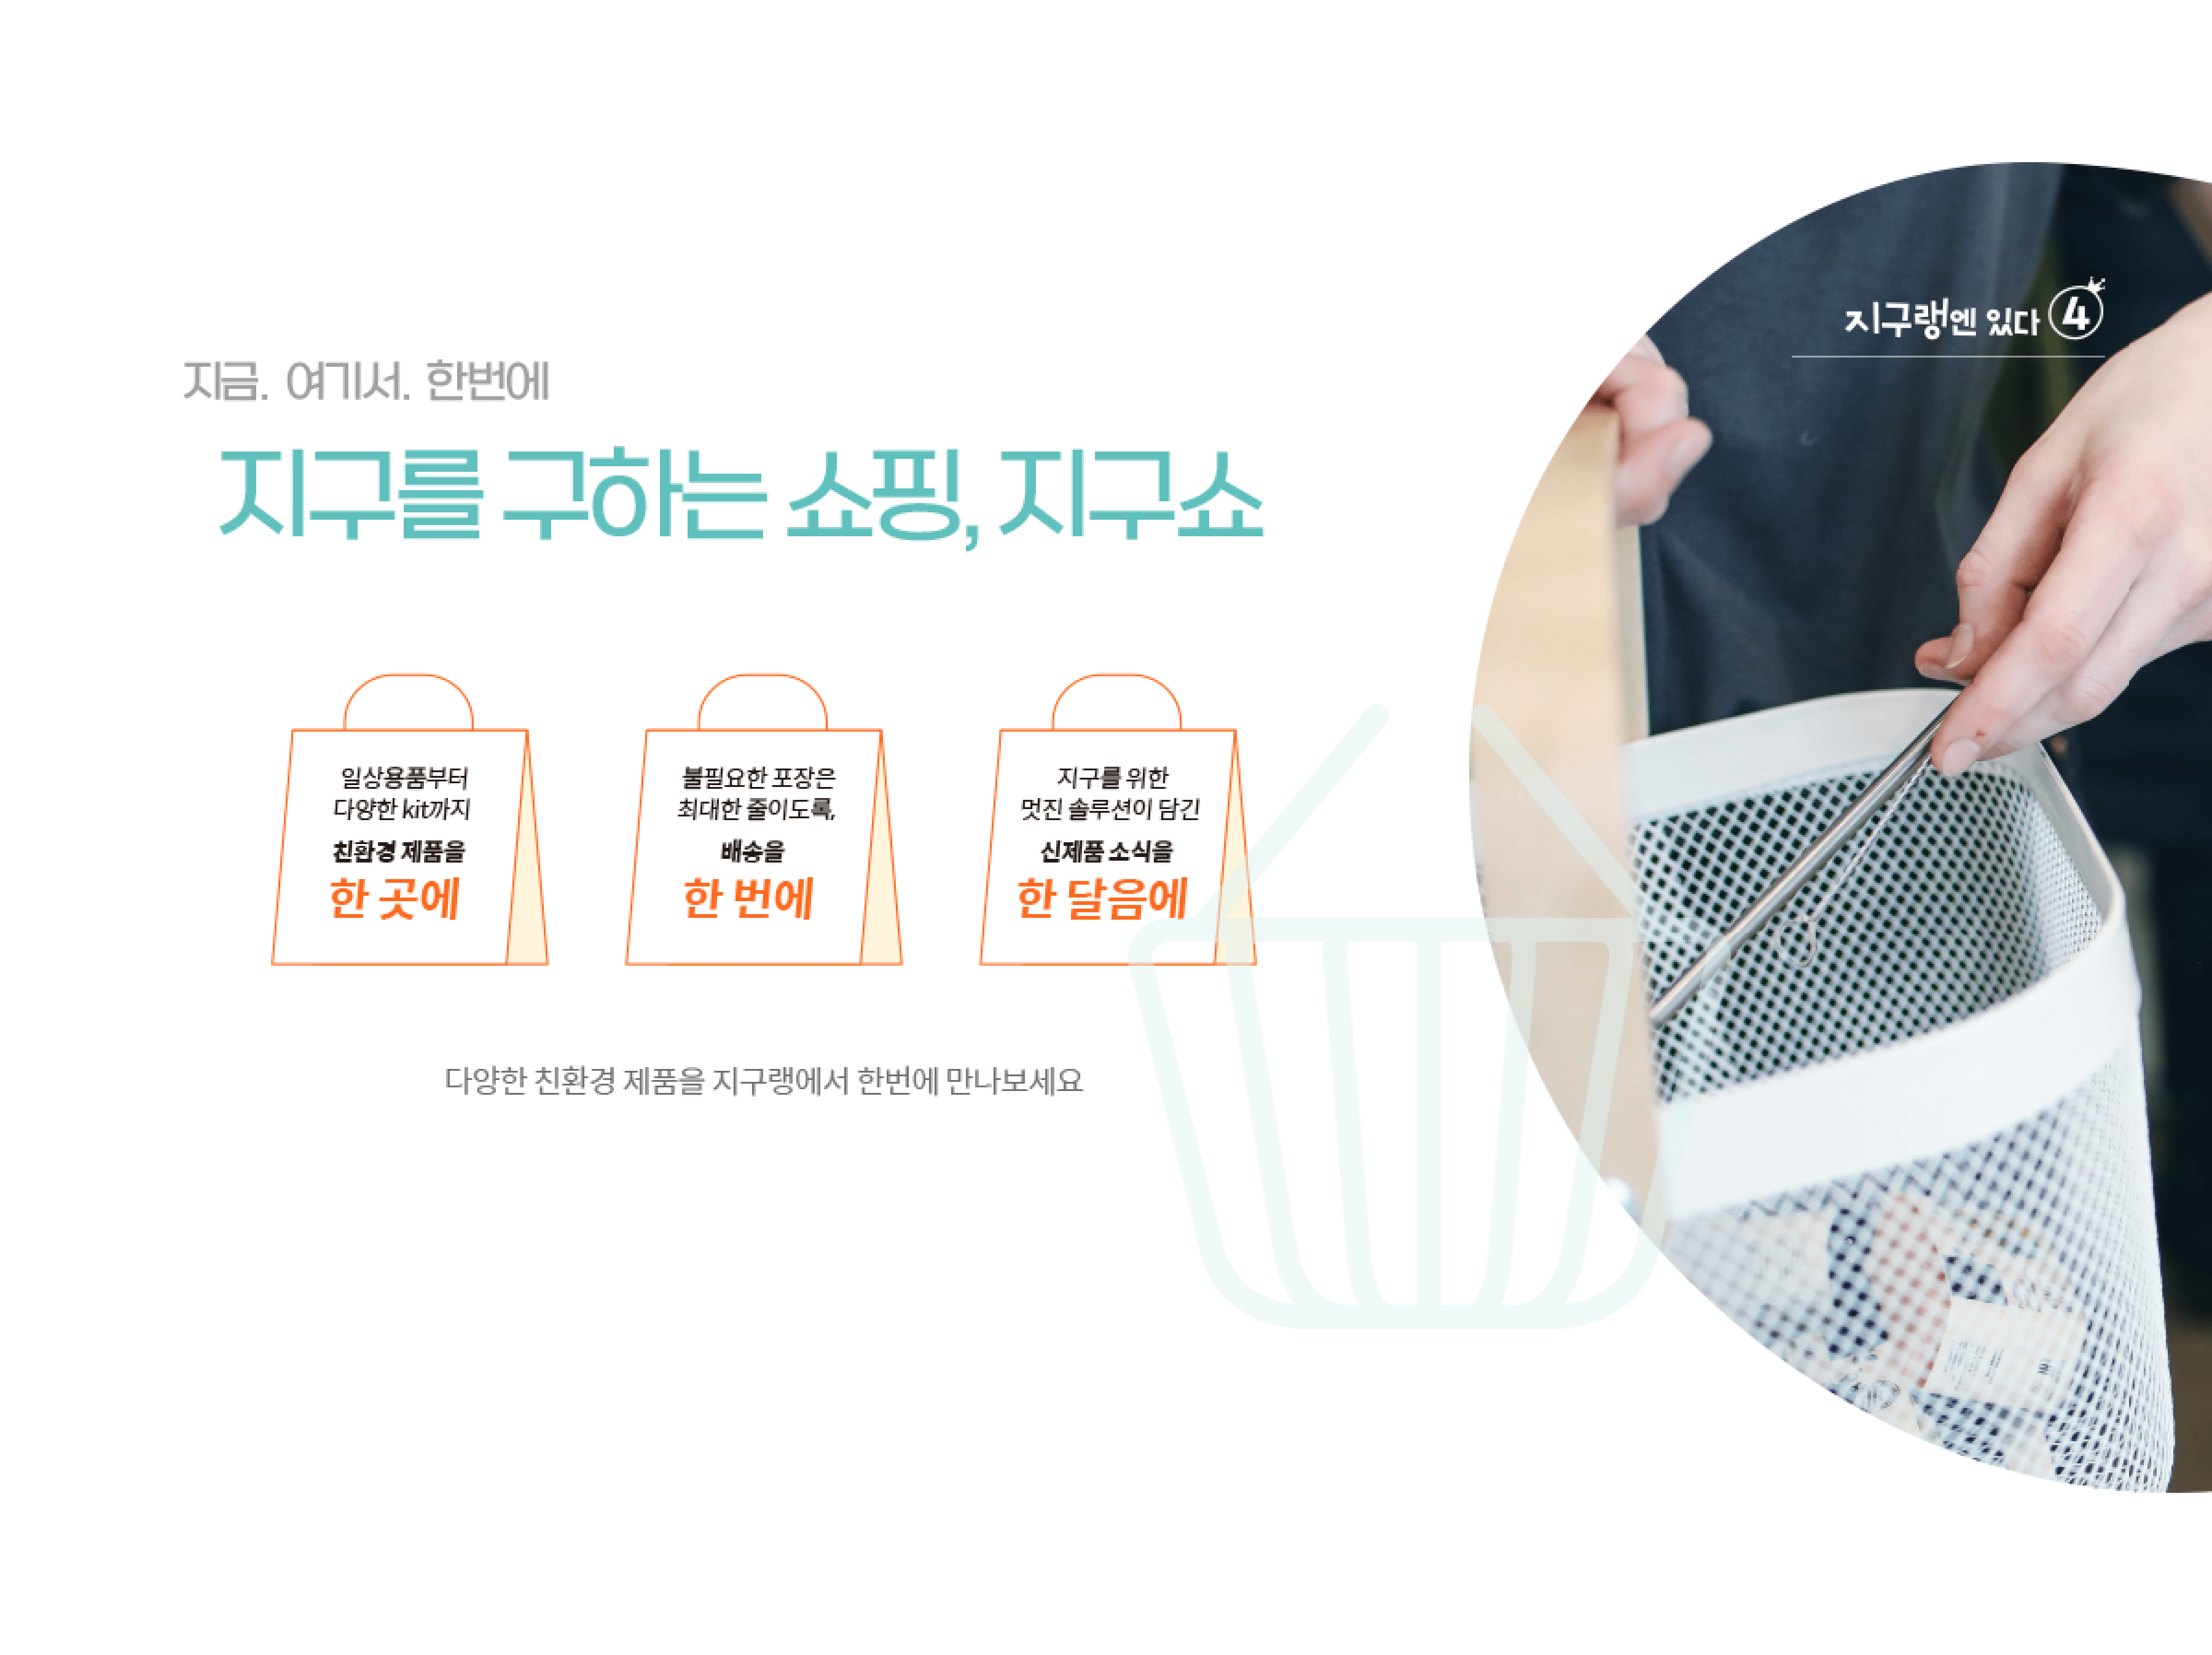 지구랭엔 있다 4
지금. 여기서. 한번에
지구를 구하는 쇼핑, 지구쇼
일상용품부터
다양한 kit까지
친환경 제품을
한 곳에
불필요한 포장은
최대한 줄이도록,
배송을
한 번에
지구를 위한
멋진 솔루션이 담긴
신제품 소식을
한 달음에
다양한 친환경 제품을 지구랭에서 한번에 만나보세요